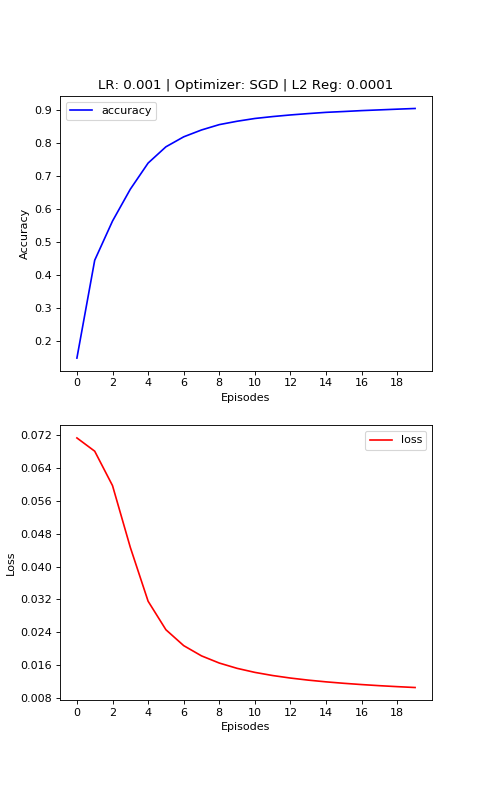 LR: 0.001 | Optimizer: SGD | L2 Reg: 0.0001
accuracy
0.9
0.8
0.7
0.6
0.5
0.4
0.3
0.2
Accuracy
0 2 4 6 8 10 12 14 16 18
Episodes
loss
0.072
0.064
0.056
0.048
0.040
0.032
0.024
0.016
0.008
Loss
0 2 4 6 8 10 12 14 16 18
Episodes